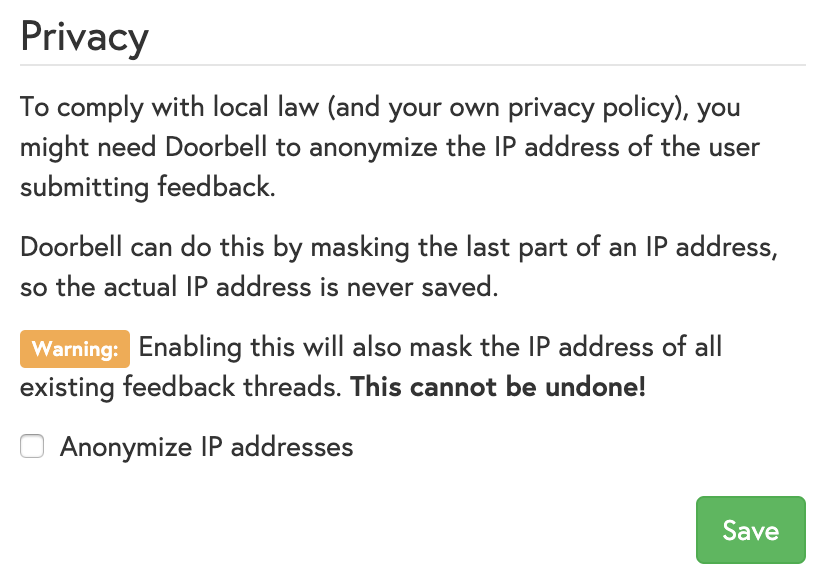 Privacy
To comply with local law (and your own privacy policy), you
might need Doorbell to anonymize the IP address of the user
submitting feedback.
Doorbell can do this by masking the last part of an IP address,
so the actual IP address is never saved.
Warning: Enabling this will also mask the IP address of all
existing feedback threads. This cannot be undone!
Anonymize IP addresses
Save